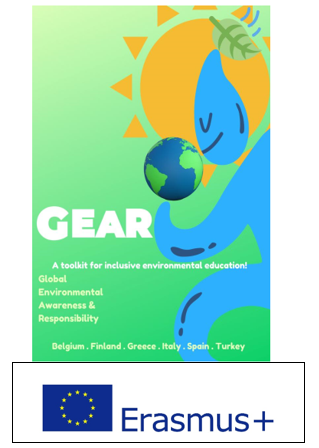 GEAR
A toolkit for inclusive environmental education!
Global
Environmental
Awareness &
Responsibility
Belgium . Finland . Greece . Italy . Spain . Turkey
Erasmus+